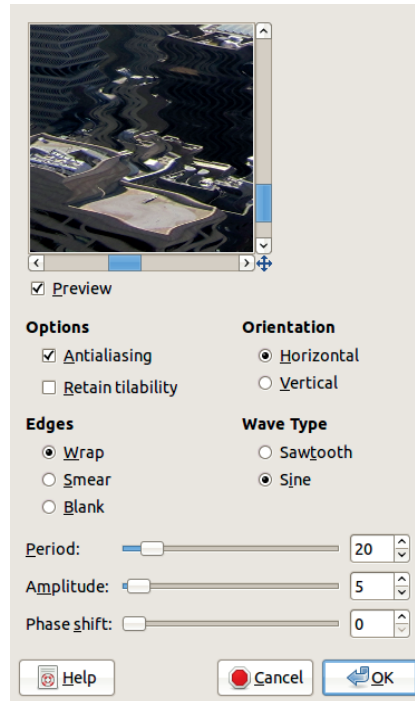 Preview
Options
Antialiasing
Retain tilability
Orientation
Horizontal
Vertical
Edges
Wrap
Smear
Blank
Wave Type
Sawtooth
Sine
Period: 20
Amplitude: 5
Phase shift: 0
Help Cancel OK